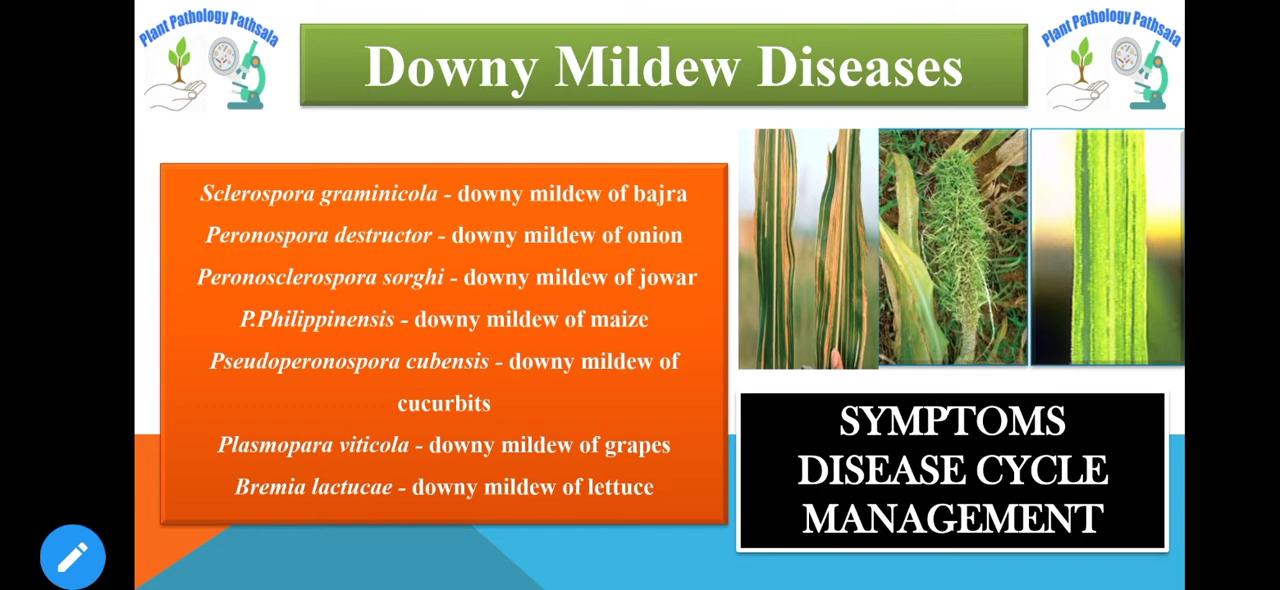 Plant Pathology Pathsala
Downy Mildew Diseases
Plant Pathology Pathsala
Sclerospora graminicola - downy mildew of bajra
Peronospora destructor - downy mildew of onion
Peronosclerospora sorghi - downy mildew of jowar
P.Philippinensis - downy mildew of maize
Pseudoperonospora cubensis - downy mildew of
cucurbits
Plasmopara viticola - downy mildew of grapes
Bremia lactucae - downy mildew of lettuce
SYMPTOMS
DISEASE CYCLE
MANAGEMENT